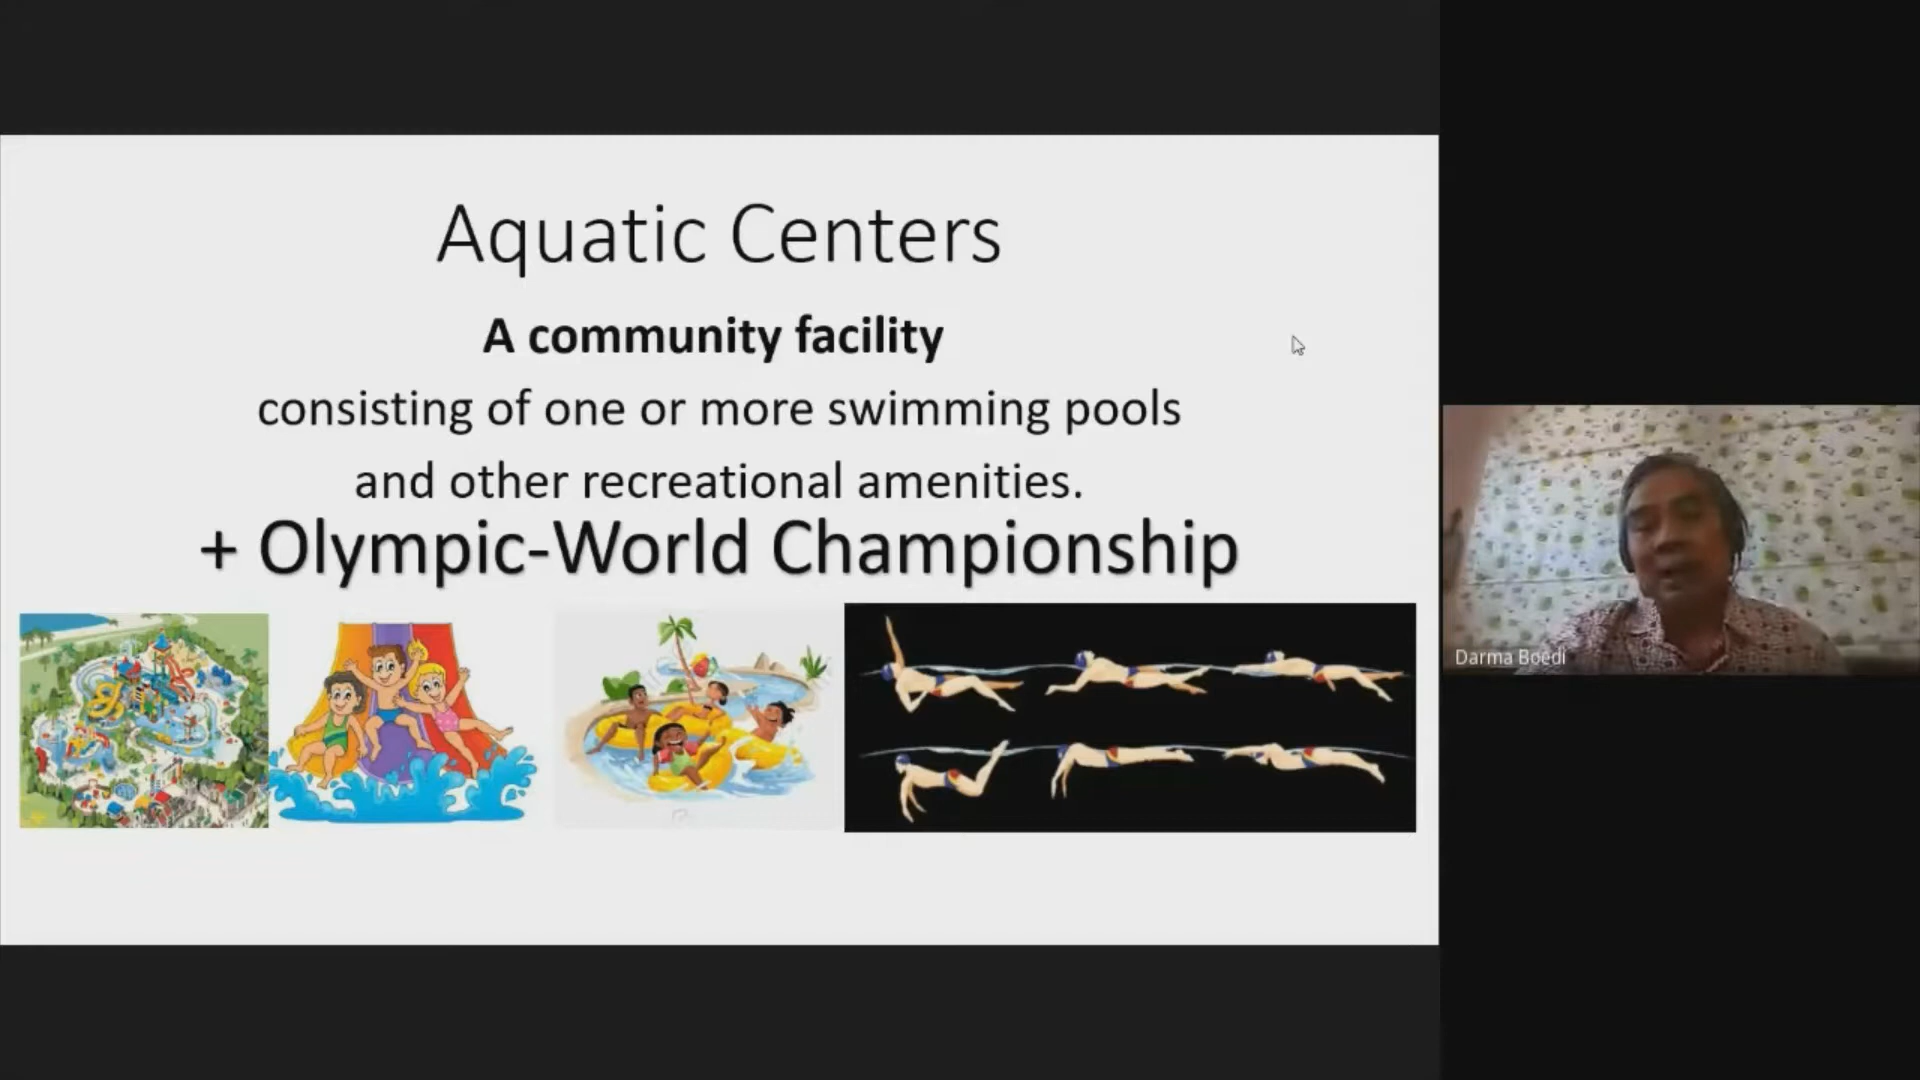 Aquatic Centers
A community facility
consisting of one or more swimming pools
and other recreational amenities.
+ Olympic-World Championship
Darma Boedi